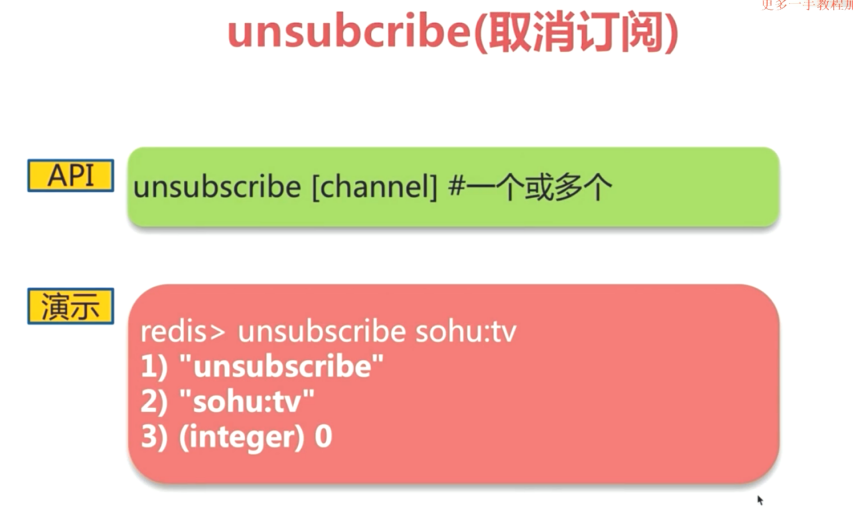 更多一手教程
unsubcribe(取消订阅)
API
unsubscribe [channel] #一个或多个
演示
redis> unsubscribe sohu:tv
1) "unsubscribe"
2) "sohu:tv"
3) (integer) 0